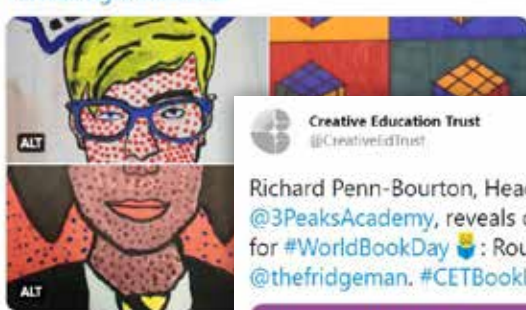 ALT
ALT
Creative Education Trust
@CreativeEdTrust
Richard Penn-Bourton, Hea
@3PeaksAcademy, reveals
for #WorldBookDay : Rou
@thefridgeman. #CETBook